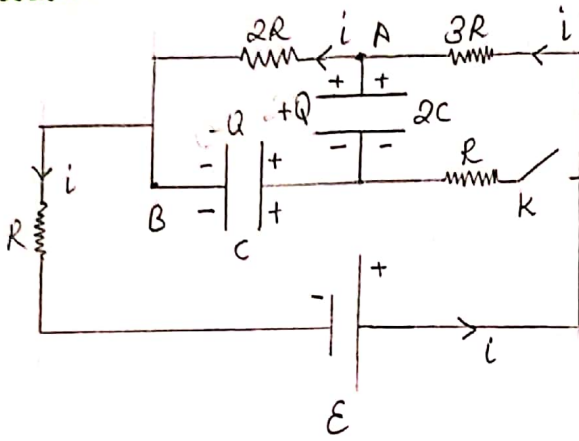 2R i A 3R i
+ + +Q 2C
-Q - -
- + R
i B - + K
R C
- +
i
Ɛ